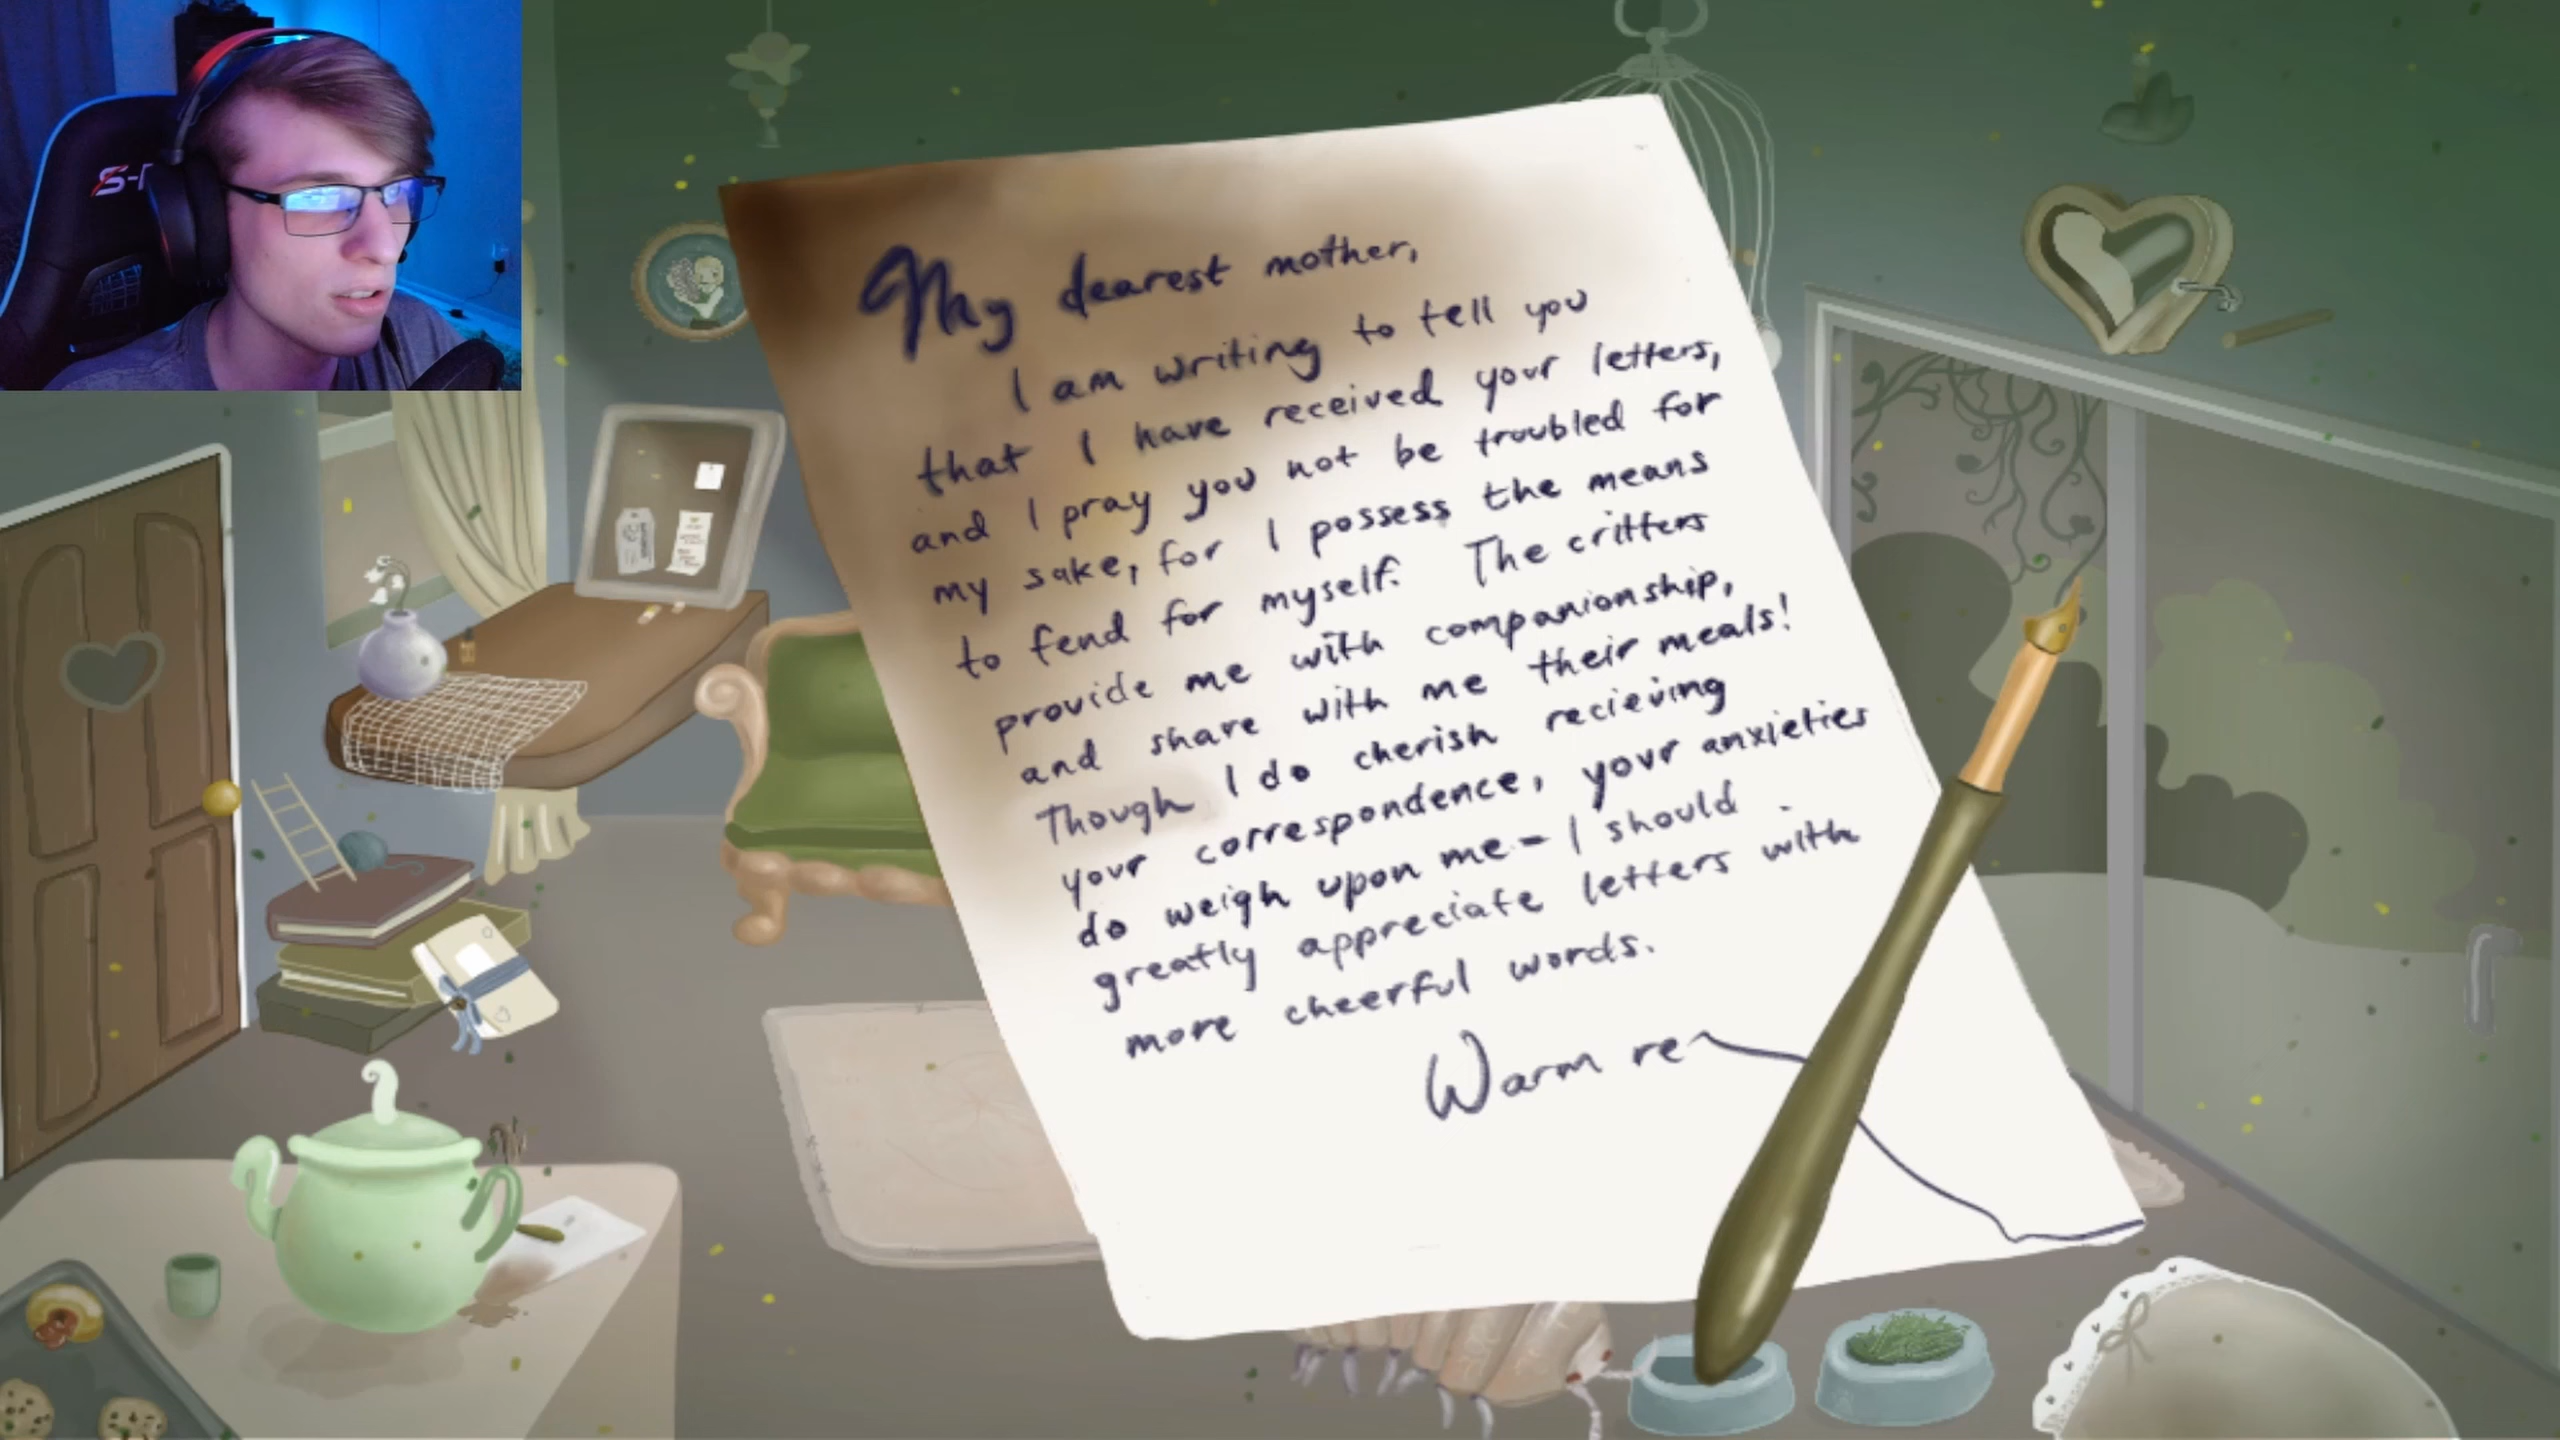 My dearest mother,
I am writing to tell you
that I have received your letters,
and I pray you not be troubled for
my sake, for I possess the means
to fend for myself. The critters
provide me with companionship,
and share with me their meals!
Though I do cherish recieving
your correspondence, your anxieties
do weigh upon me - I should
greatly appreciate letters with
more cheerful words.
Warm re